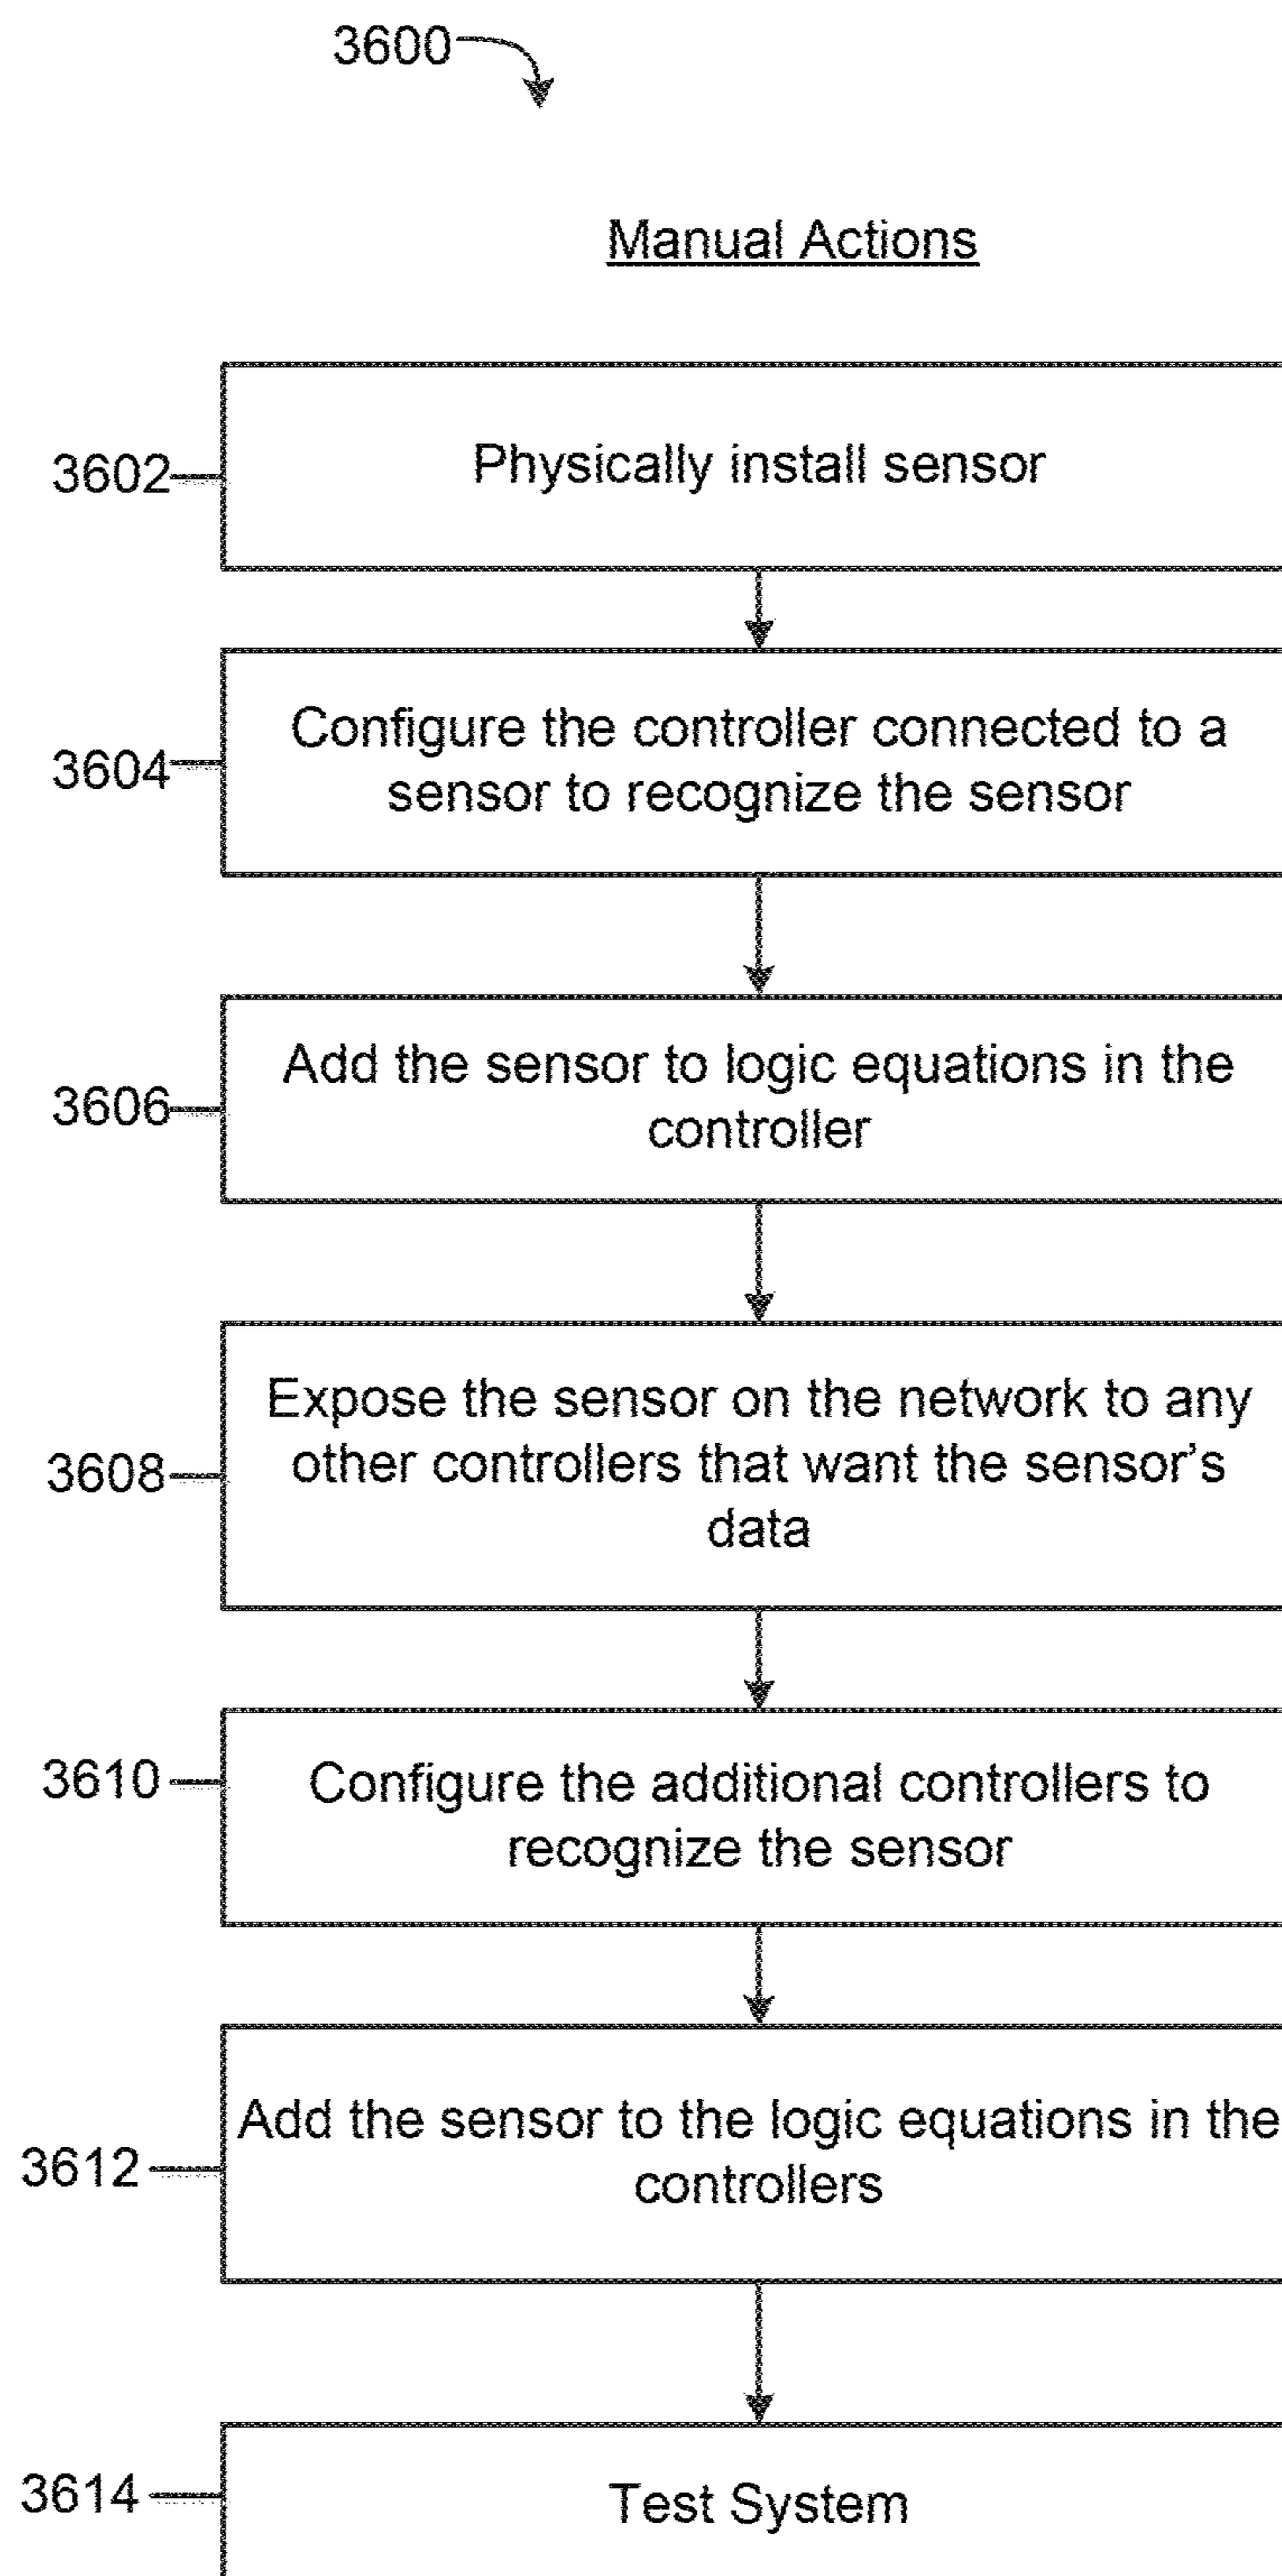 3600
Manual Actions
3602
Physically install sensor
3604
Configure the controller connected to a
sensor to recognize the sensor
3606
Add the sensor to logic equations in the
controller
3608
Expose the sensor on the network to any
other controllers that want the sensor's
data
3610
Configure the additional controllers to
recognize the sensor
3612
Add the sensor to the logic equations in the
controllers
3614
Test System